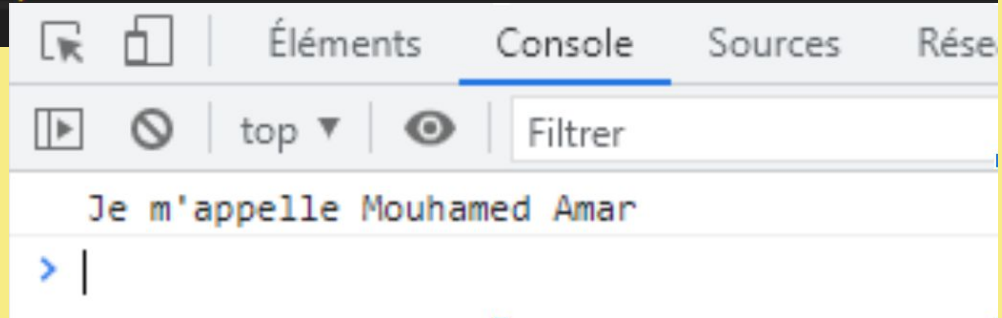 Éléments Console Sources Rése
top Filtrer
Je m'appelle Mouhamed Amar
>